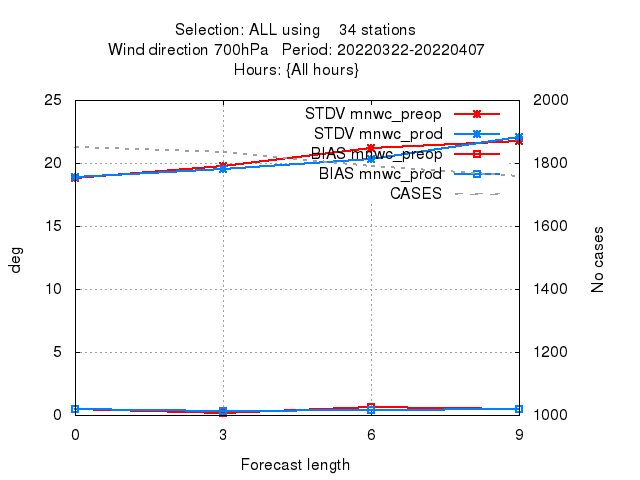 Selection: ALL using    34 stations
Wind direction 700hPa   Period: 20220322-20220407
Hours: {All hours}
25 2000
STDV mnwc_preop
STDV mnwc_prod
BIAS mnwc_preop
20 1800
BIAS mnwc_prod
CASES
15 1600
deg
No cases
10 1400
5 1200
0 1000
0 3 6 9
Forecast length